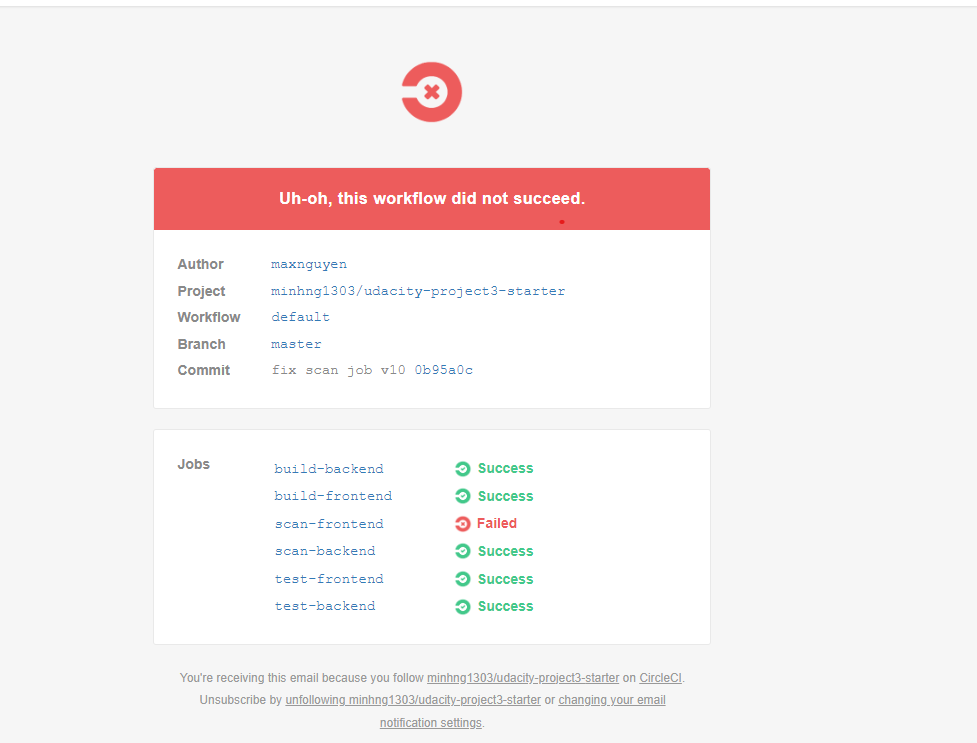 Uh-oh, this workflow did not succeed.
Author maxnguyen
Project minhng1303/udacity-project3-starter
Workflow default
Branch master
Commit fix scan job v10 0b95a0c
Jobs
build-backend Success
build-frontend Success
scan-frontend Failed
scan-backend Success
test-frontend Success
test-backend Success
You're receiving this email because you follow minhng1303/udacity-project3-starter on CircleCI.
Unsubscribe by unfollowing minhng1303/udacity-project3-starter or changing your email
notification settings.